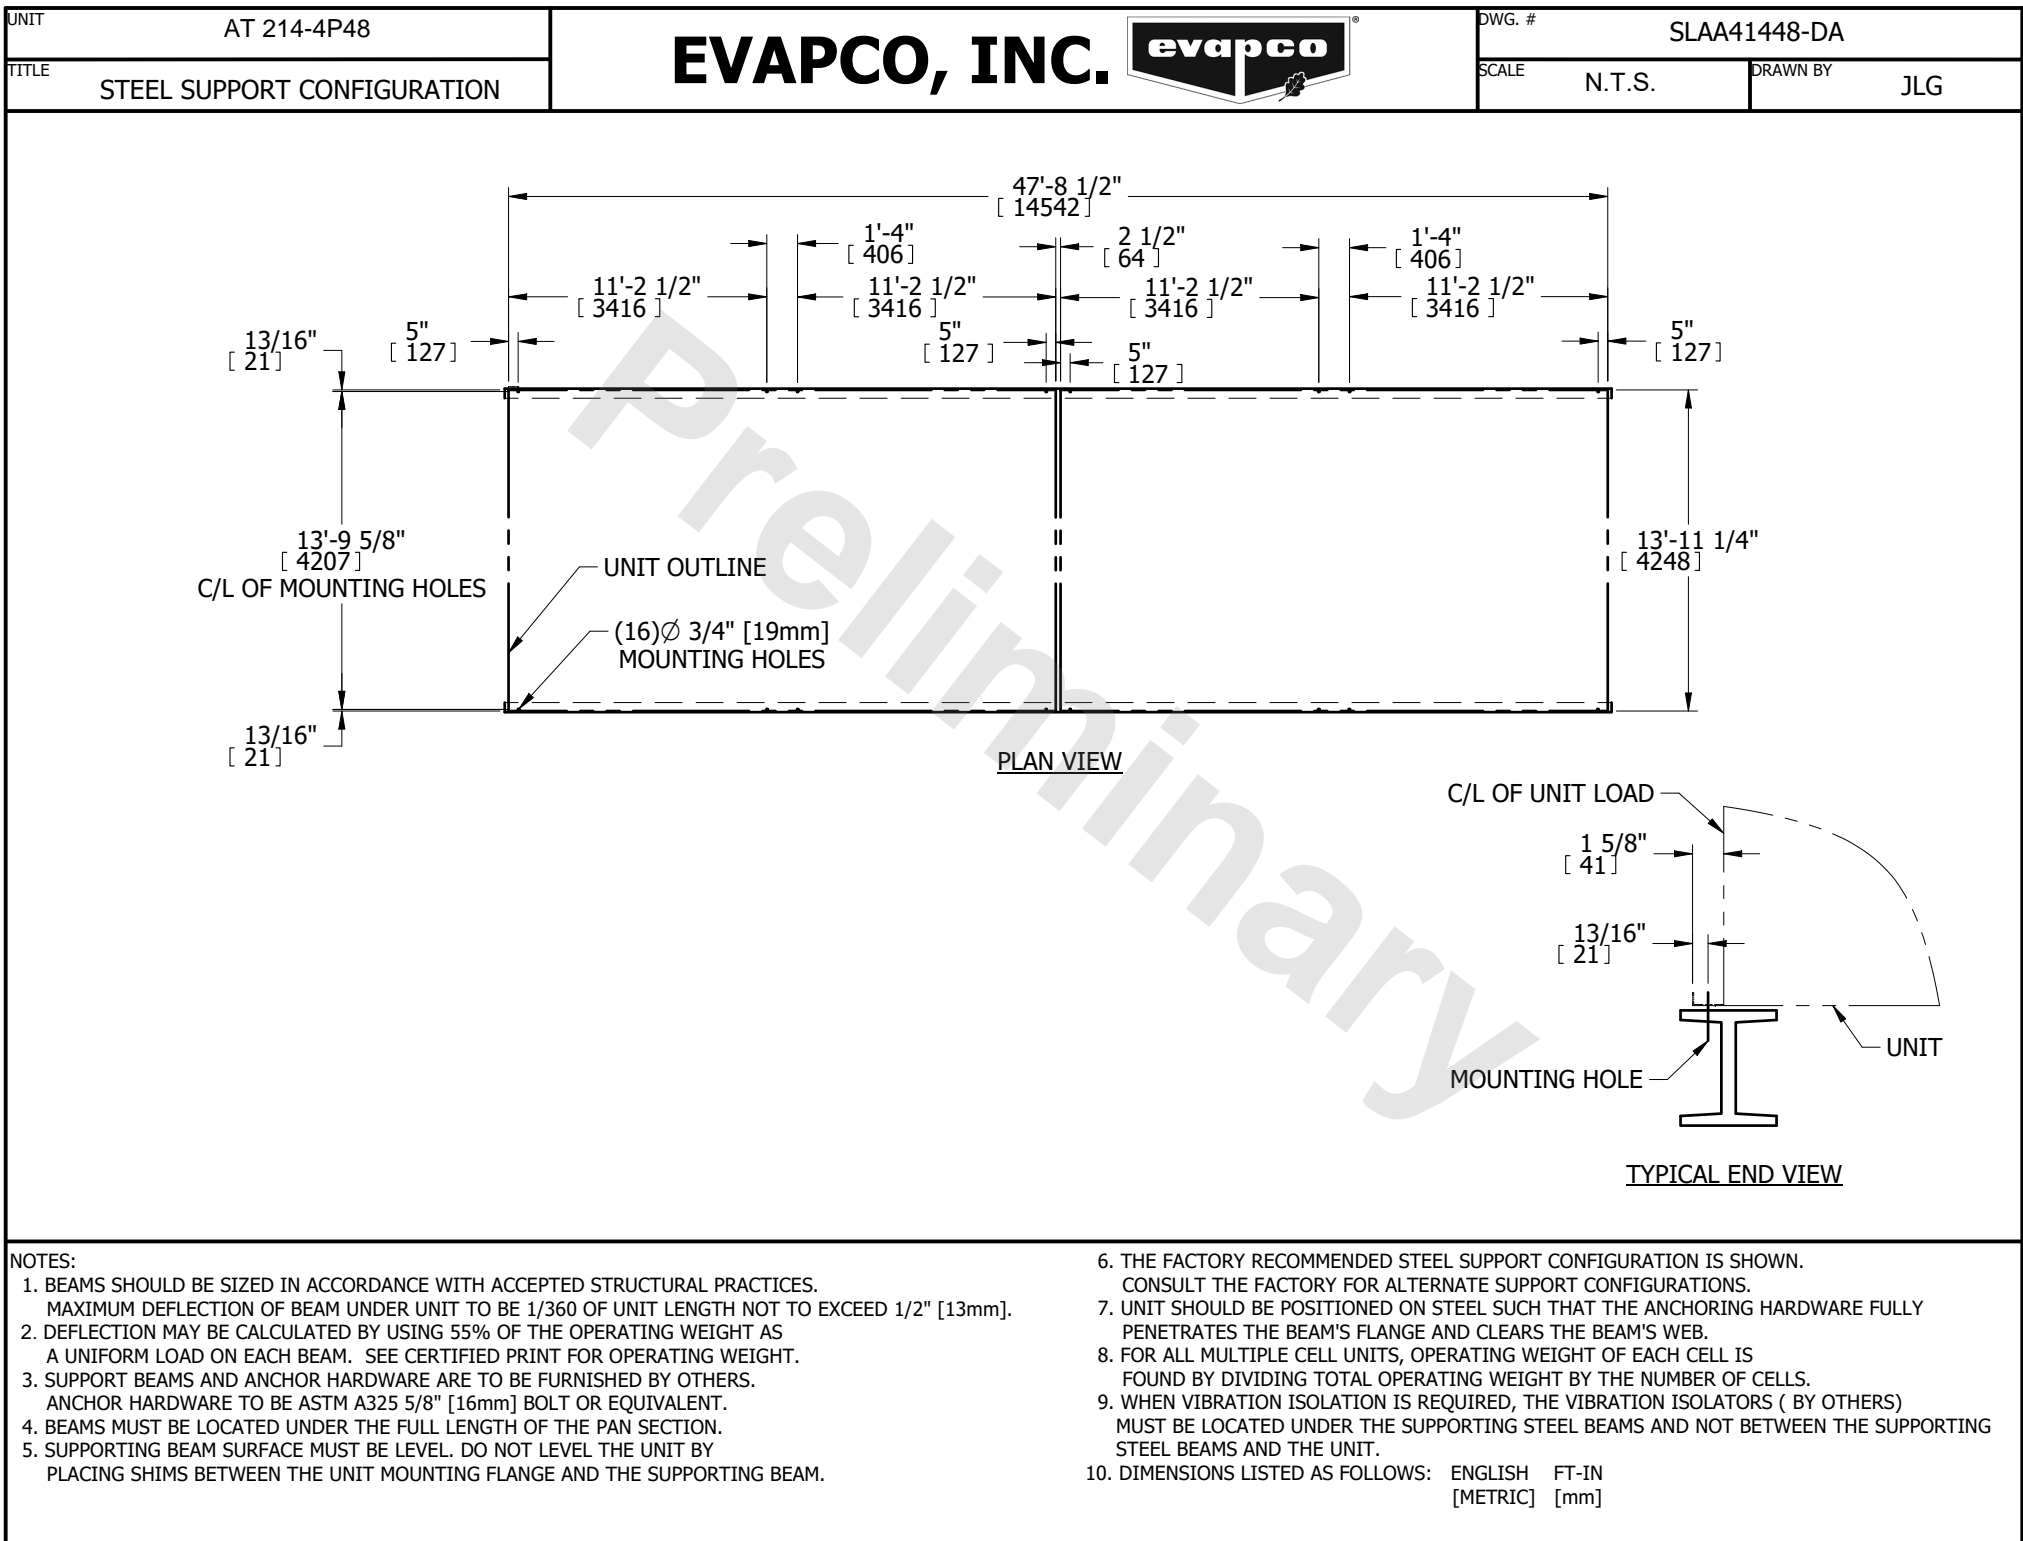 UNIT
AT 214-4P48
TITLE
STEEL SUPPORT CONFIGURATION
EVAPCO, INC.
evapco®
DWG. #
SLAA41448-DA
SCALE
N.T.S.
DRAWN BY
JLG
47'-8 1/2"
[ 14542]
1'-4"
[ 406]
2 1/2"
[ 64 ]
1'-4"
[ 406]
11'-2 1/2"
[ 3416 ]
11'-2 1/2"
[ 3416 ]
11'-2 1/2"
[ 3416 ]
11'-2 1/2"
[ 3416 ]
13/16"
[ 21]
5"
[ 127]
5"
[ 127 ]
5"
[ 127 ]
5"
[ 127]
13'-9 5/8"
[ 4207]
C/L OF MOUNTING HOLES
UNIT OUTLINE
(16)∅ 3/4" [19mm]
MOUNTING HOLES
13'-11 1/4"
[ 4248]
13/16"
[ 21]
PLAN VIEW
Preliminary
C/L OF UNIT LOAD
1 5/8"
[ 41]
13/16"
[ 21]
UNIT
MOUNTING HOLE
TYPICAL END VIEW
NOTES:
1. BEAMS SHOULD BE SIZED IN ACCORDANCE WITH ACCEPTED STRUCTURAL PRACTICES.
MAXIMUM DEFLECTION OF BEAM UNDER UNIT TO BE 1/360 OF UNIT LENGTH NOT TO EXCEED 1/2" [13mm].
2. DEFLECTION MAY BE CALCULATED BY USING 55% OF THE OPERATING WEIGHT AS
A UNIFORM LOAD ON EACH BEAM. SEE CERTIFIED PRINT FOR OPERATING WEIGHT.
3. SUPPORT BEAMS AND ANCHOR HARDWARE ARE TO BE FURNISHED BY OTHERS.
ANCHOR HARDWARE TO BE ASTM A325 5/8" [16mm] BOLT OR EQUIVALENT.
4. BEAMS MUST BE LOCATED UNDER THE FULL LENGTH OF THE PAN SECTION.
5. SUPPORTING BEAM SURFACE MUST BE LEVEL. DO NOT LEVEL THE UNIT BY
PLACING SHIMS BETWEEN THE UNIT MOUNTING FLANGE AND THE SUPPORTING BEAM.
6. THE FACTORY RECOMMENDED STEEL SUPPORT CONFIGURATION IS SHOWN.
CONSULT THE FACTORY FOR ALTERNATE SUPPORT CONFIGURATIONS.
7. UNIT SHOULD BE POSITIONED ON STEEL SUCH THAT THE ANCHORING HARDWARE FULLY
PENETRATES THE BEAM'S FLANGE AND CLEARS THE BEAM'S WEB.
8. FOR ALL MULTIPLE CELL UNITS, OPERATING WEIGHT OF EACH CELL IS
FOUND BY DIVIDING TOTAL OPERATING WEIGHT BY THE NUMBER OF CELLS.
9. WHEN VIBRATION ISOLATION IS REQUIRED, THE VIBRATION ISOLATORS ( BY OTHERS)
MUST BE LOCATED UNDER THE SUPPORTING STEEL BEAMS AND NOT BETWEEN THE SUPPORTING
STEEL BEAMS AND THE UNIT.
10. DIMENSIONS LISTED AS FOLLOWS: ENGLISH FT-IN
[METRIC] [mm]